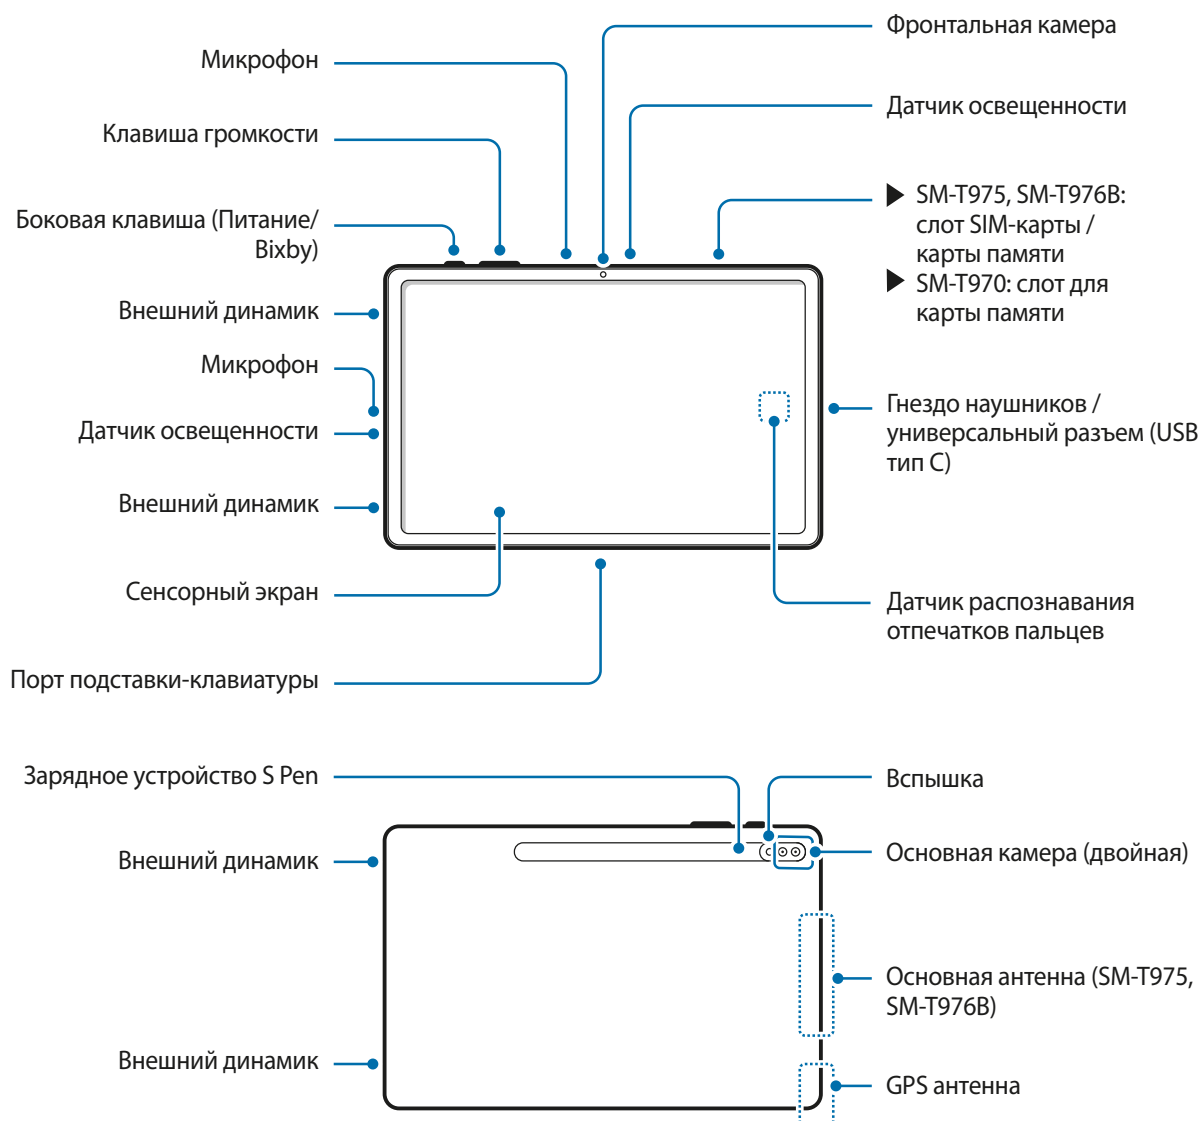 Микрофон
Клавиша громкости
Боковая клавиша (Питание/
Bixby)
Внешний динамик
Микрофон
Датчик освещенности
Внешний динамик
Сенсорный экран
Порт подставки-клавиатуры
Фронтальная камера
Датчик освещенности
▶ SM-T975, SM-T976B:
слот SIM-карты /
карты памяти
▶ SM-T970: слот для
карты памяти
Гнездо наушников /
универсальный разъем (USB
тип C)
Датчик распознавания
отпечатков пальцев
Зарядное устройство S Pen
Внешний динамик
Внешний динамик
Вспышка
Основная камера (двойная)
Основная антенна (SM-T975,
SM-T976B)
GPS антенна